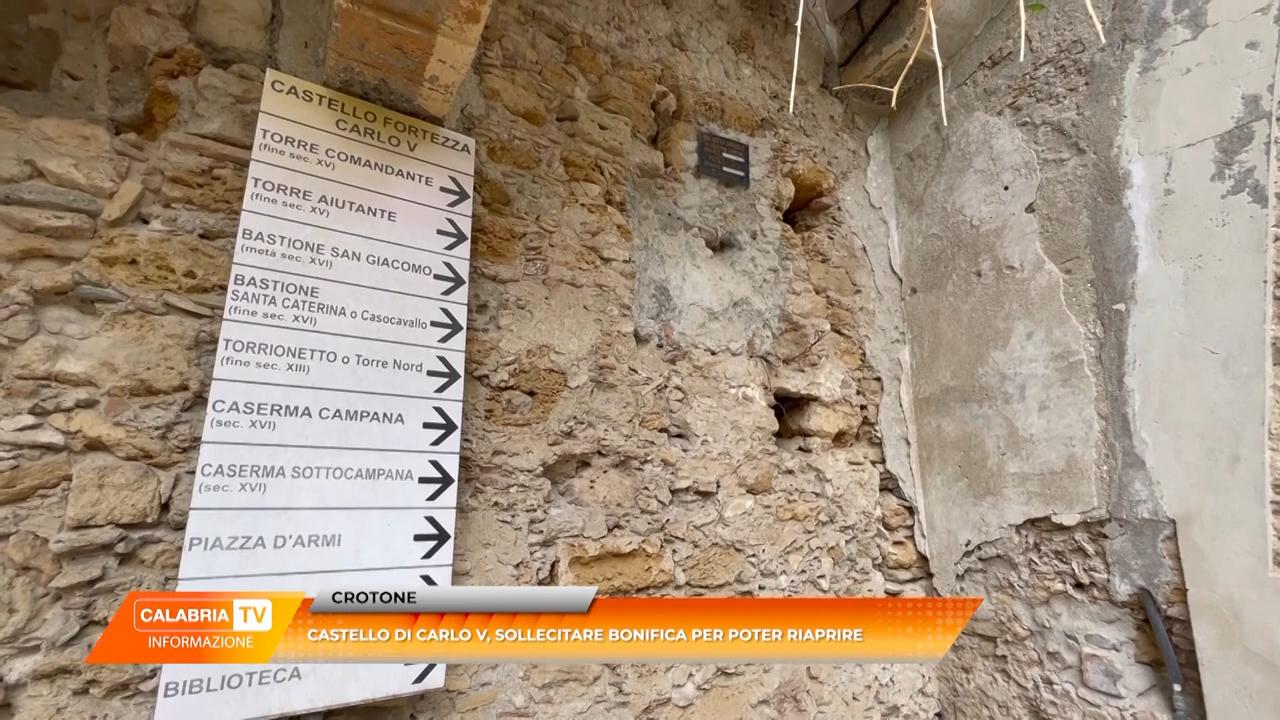 CASTELLO FORTEZZA
CARLO V
TORRE COMANDANTE
(fine sec. XV)
TORRE AIUTANTE
(fine sec. XV)
BASTIONE SAN GIACOMO
(metà sec. XVI)
BASTIONE
SANTA CATERINA o Casocavallo
(fine sec. XVI)
TORRIONETTO o Torre Nord
(fine sec. XIII)
CASERMA CAMPANA
(sec. XVI)
CASERMA SOTTOCAMPANA
(sec. XVI)
PIAZZA D'ARMI
BIBLIOTECA
CROTONE
CALABRIA TV
INFORMAZIONE
CASTELLO DI CARLO V, SOLLECITARE BONIFICA PER POTER RIAPRIRE